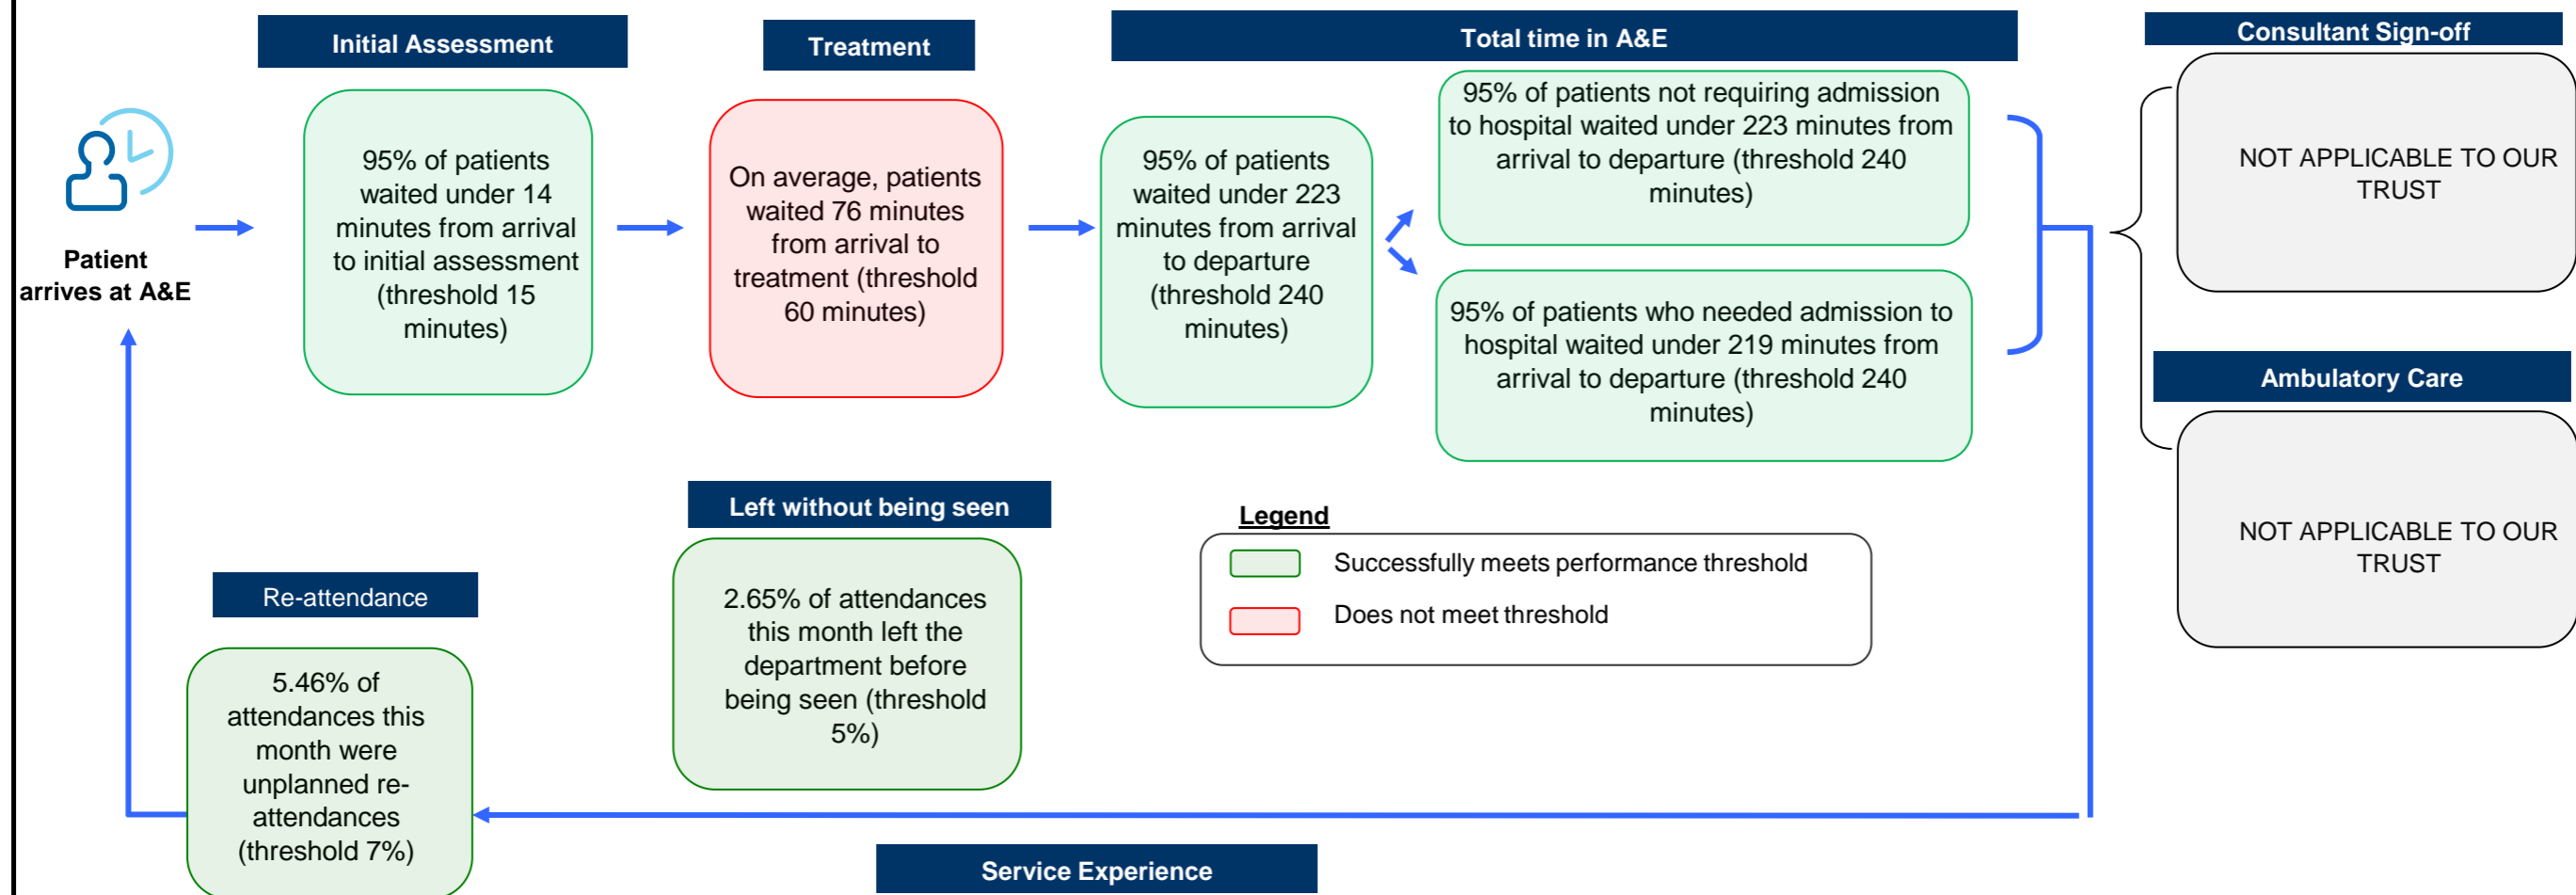 Initial Assessment
Treatment
Total time in A&E
Consultant Sign-off
Patient
arrives at A&E
95% of patients
waited under 14
minutes from arrival
to initial assessment
(threshold 15
minutes)
On average, patients
waited 76 minutes
from arrival to
treatment (threshold
60 minutes)
95% of patients
waited under 223
minutes from arrival
to departure
(threshold 240
minutes)
95% of patients not requiring admission
to hospital waited under 223 minutes from
arrival to departure (threshold 240
minutes)
95% of patients who needed admission to
hospital waited under 219 minutes from
arrival to departure (threshold 240
minutes)
NOT APPLICABLE TO OUR
TRUST
Ambulatory Care
NOT APPLICABLE TO OUR
TRUST
Left without being seen
2.65% of attendances
this month left the
department before
being seen (threshold
5%)
Legend
Successfully meets performance threshold
Does not meet threshold
Re-attendance
5.46% of
attendances this
month were
unplanned re-
attendances
(threshold 7%)
Service Experience